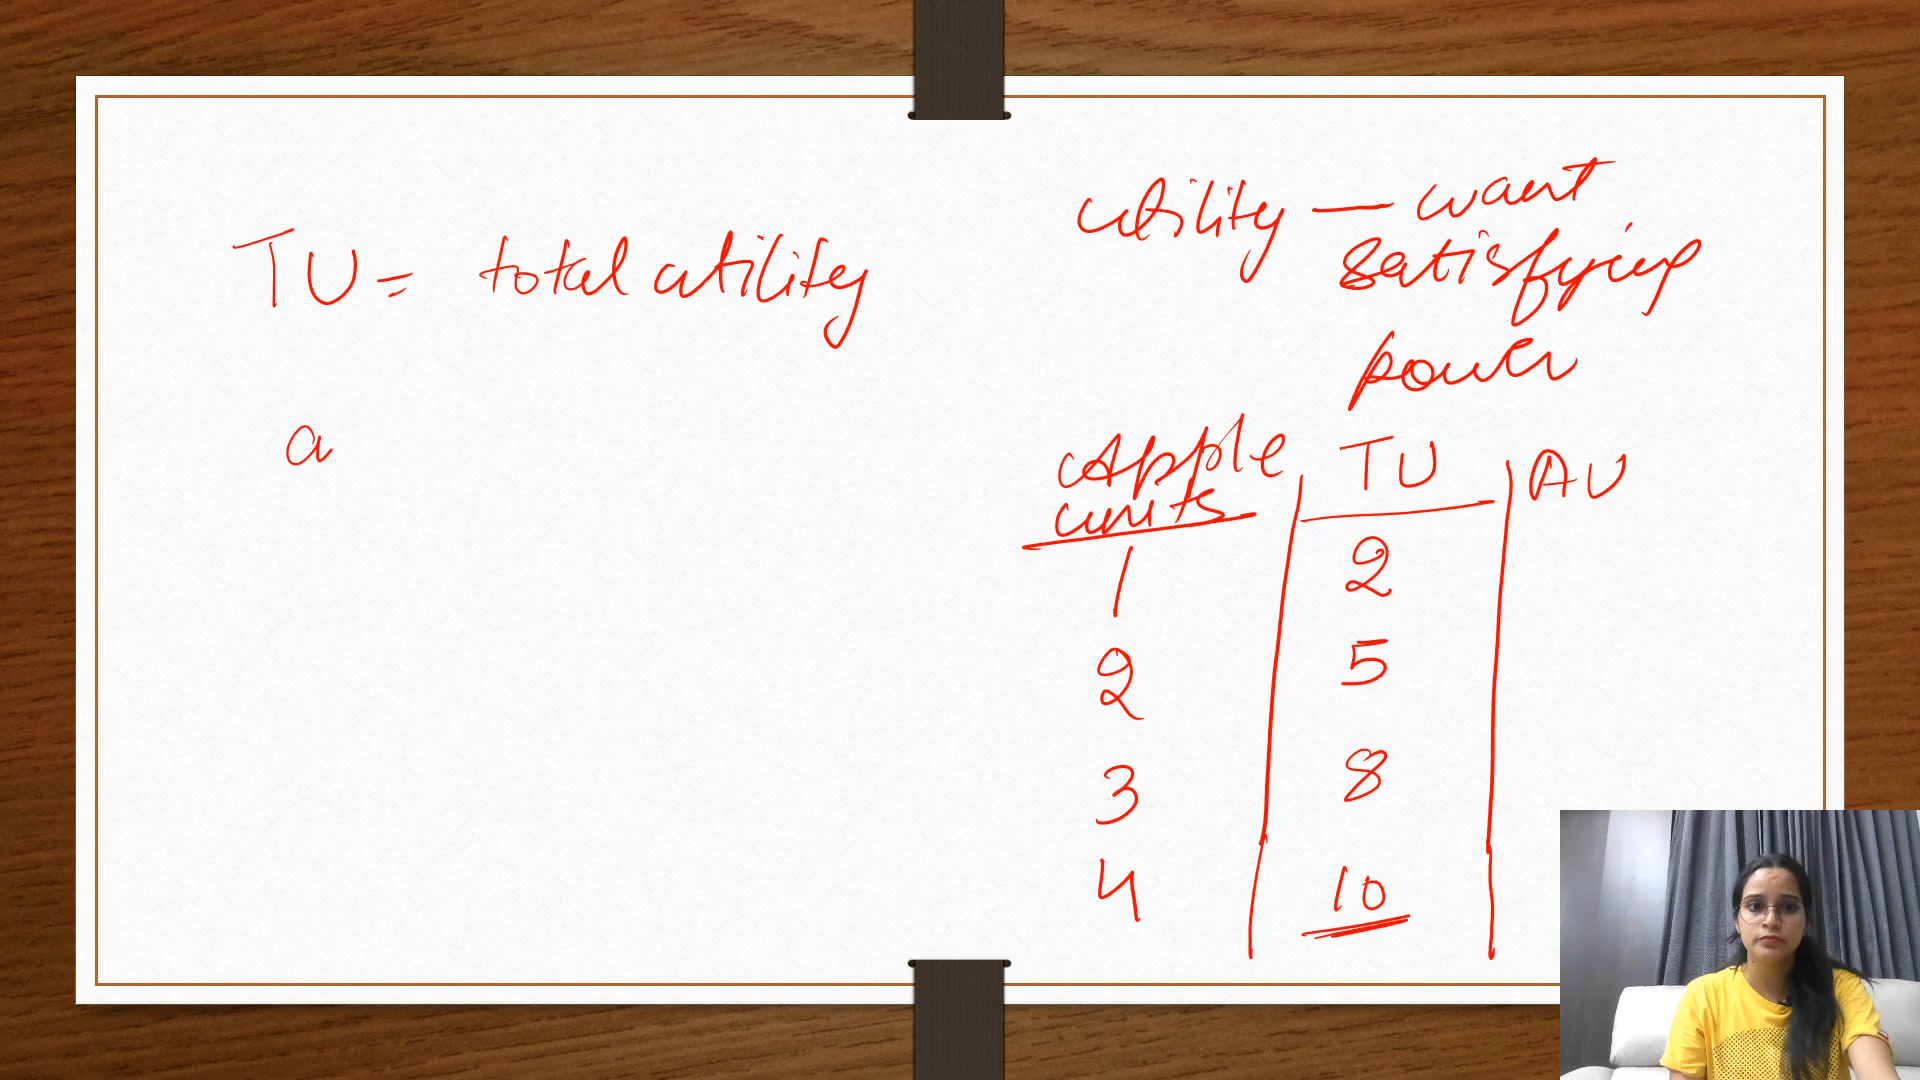 TU = total utility
a
utility — want
satisfying
power
Apple units | TU | AU
1 2
2 5
3 8
4 10